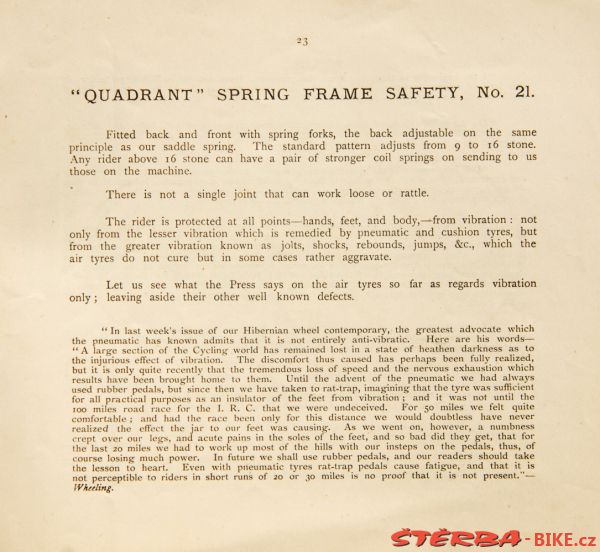 23
"QUADRANT" SPRING FRAME SAFETY, No. 21.
Fitted back and front with spring forks, the back adjustable on the same
principle as our saddle spring. The standard pattern adjusts from 9 to 16 stone.
Any rider above 16 stone can have a pair of stronger coil springs on sending to us
those on the machine.
There is not a single joint that can work loose or rattle.
The rider is protected at all points—hands, feet, and body,—from vibration : not
only from the lesser vibration which is remedied by pneumatic and cushion tyres, but
from the greater vibration known as jolts, shocks, rebounds, jumps, &c., which the
air tyres do not cure but in some cases rather aggravate.
Let us see what the Press says on the air tyres so far as regards vibration
only ; leaving aside their other well known defects.
"In last week's issue of our Hibernian wheel contemporary, the greatest advocate which
the pneumatic has known admits that it is not entirely anti-vibratic. Here are his words—
"A large section of the Cycling world has remained lost in a state of heathen darkness as to
the injurious effect of vibration. The discomfort thus caused has perhaps been fully realized,
but it is only quite recently that the tremendous loss of speed and the nervous exhaustion which
results have been brought home to them. Until the advent of the pneumatic we had always
used rubber pedals, but since then we have taken to rat-trap, imagining that the tyre was sufficient
for all practical purposes as an insulator of the feet from vibration ; and it was not until the
100 miles road race for the I. R. C. that we were undeceived. For 50 miles we felt quite
comfortable ; and had the race been only for this distance we would doubtless have never
realized the effect the jar to our feet was causing. As we went on, however, a numbness
crept over our legs, and acute pains in the soles of the feet, and so bad did they get, that for
the last 20 miles we had to work up most of the hills with our insteps on the pedals, thus, of
course losing much power. In future we shall use rubber pedals, and our readers should take
the lesson to heart. Even with pneumatic tyres rat-trap pedals cause fatigue, and that it is
not perceptible to riders in short runs of 20 or 30 miles is no proof that it is not present."—
Wheeling.
ŠTĚRBA-BIKE.cz